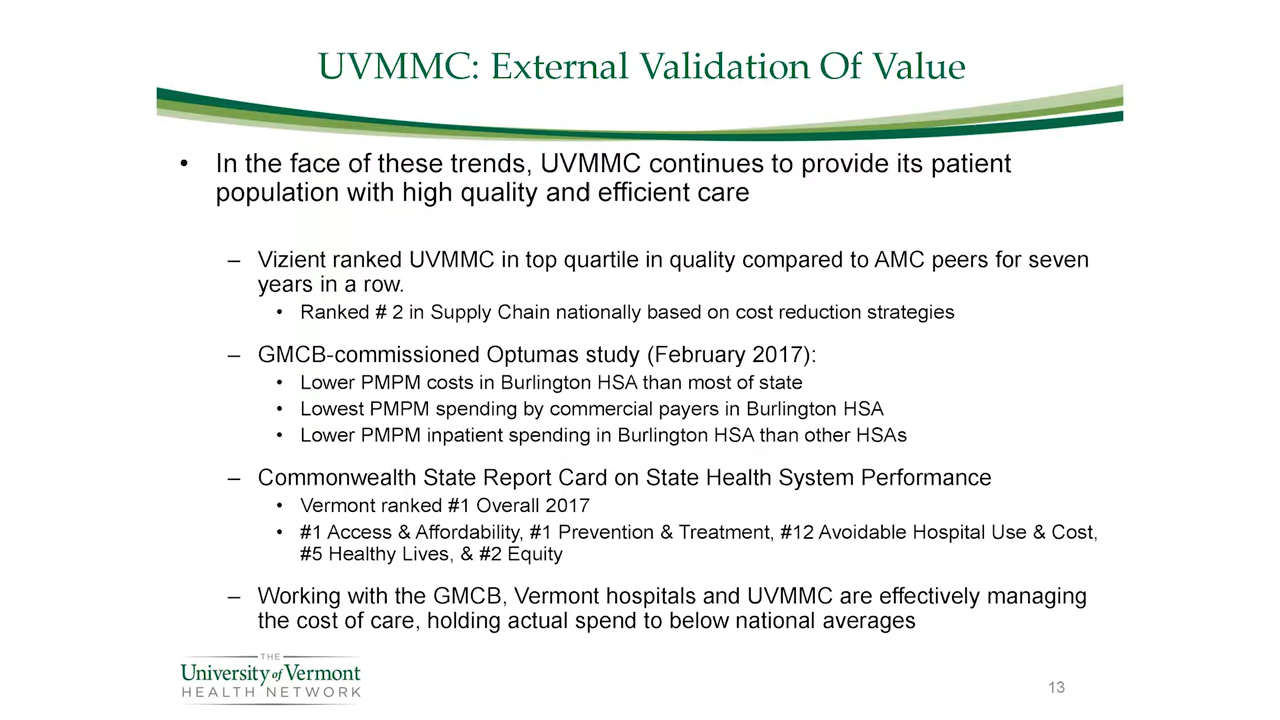 UVMMC: External Validation Of Value
• In the face of these trends, UVMMC continues to provide its patient
population with high quality and efficient care
– Vizient ranked UVMMC in top quartile in quality compared to AMC peers for seven
years in a row.
• Ranked # 2 in Supply Chain nationally based on cost reduction strategies
– GMCB-commissioned Optumas study (February 2017):
• Lower PMPM costs in Burlington HSA than most of state
• Lowest PMPM spending by commercial payers in Burlington HSA
• Lower PMPM inpatient spending in Burlington HSA than other HSAs
– Commonwealth State Report Card on State Health System Performance
• Vermont ranked #1 Overall 2017
• #1 Access & Affordability, #1 Prevention & Treatment, #12 Avoidable Hospital Use & Cost,
#5 Healthy Lives, & #2 Equity
– Working with the GMCB, Vermont hospitals and UVMMC are effectively managing
the cost of care, holding actual spend to below national averages
THE
University of Vermont
HEALTH NETWORK
13